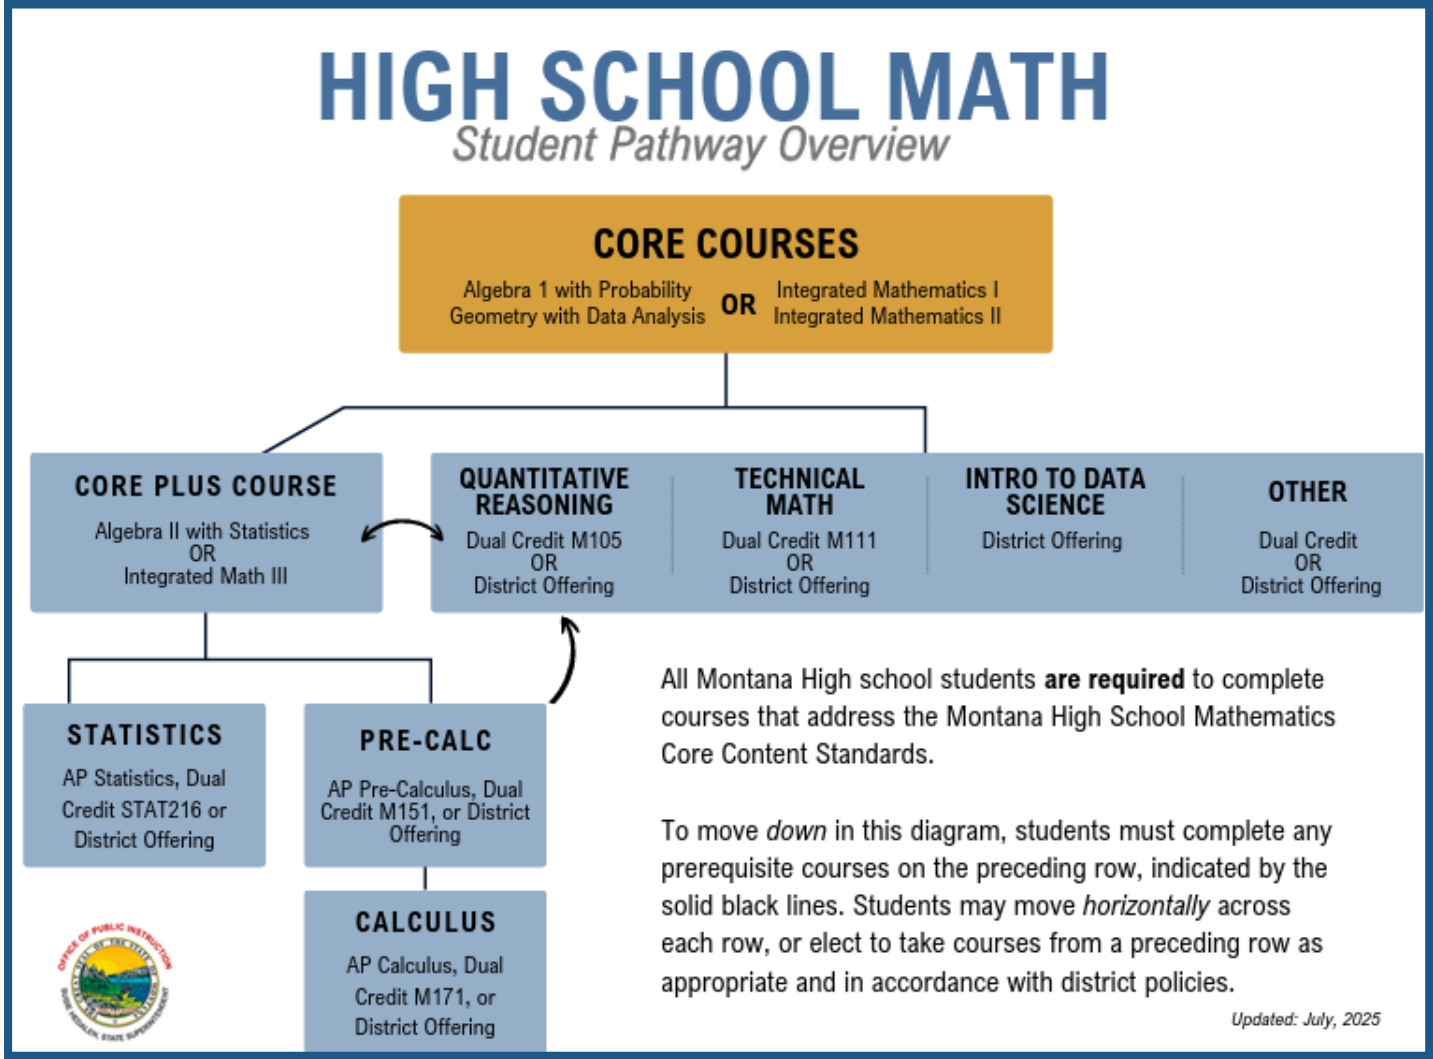 HIGH SCHOOL MATH
Student Pathway Overview
CORE COURSES
Algebra 1 with Probability
Geometry with Data Analysis
OR
Integrated Mathematics I
Integrated Mathematics II
CORE PLUS COURSE
Algebra II with Statistics
OR
Integrated Math III
QUANTITATIVE
REASONING
Dual Credit M105
OR
District Offering
TECHNICAL
MATH
Dual Credit M111
OR
District Offering
INTRO TO DATA
SCIENCE
District Offering
OTHER
Dual Credit
OR
District Offering
STATISTICS
AP Statistics, Dual
Credit STAT216 or
District Offering
PRE-CALC
AP Pre-Calculus, Dual
Credit M151, or District
Offering
CALCULUS
AP Calculus, Dual
Credit M171, or
District Offering
All Montana High school students are required to complete
courses that address the Montana High School Mathematics
Core Content Standards.
To move down in this diagram, students must complete any
prerequisite courses on the preceding row, indicated by the
solid black lines. Students may move horizontally across
each row, or elect to take courses from a preceding row as
appropriate and in accordance with district policies.
Updated: July, 2025
OFFICE OF PUBLIC INSTRUCTION
SUSIE HEDALEN, STATE SUPERINTENDENT